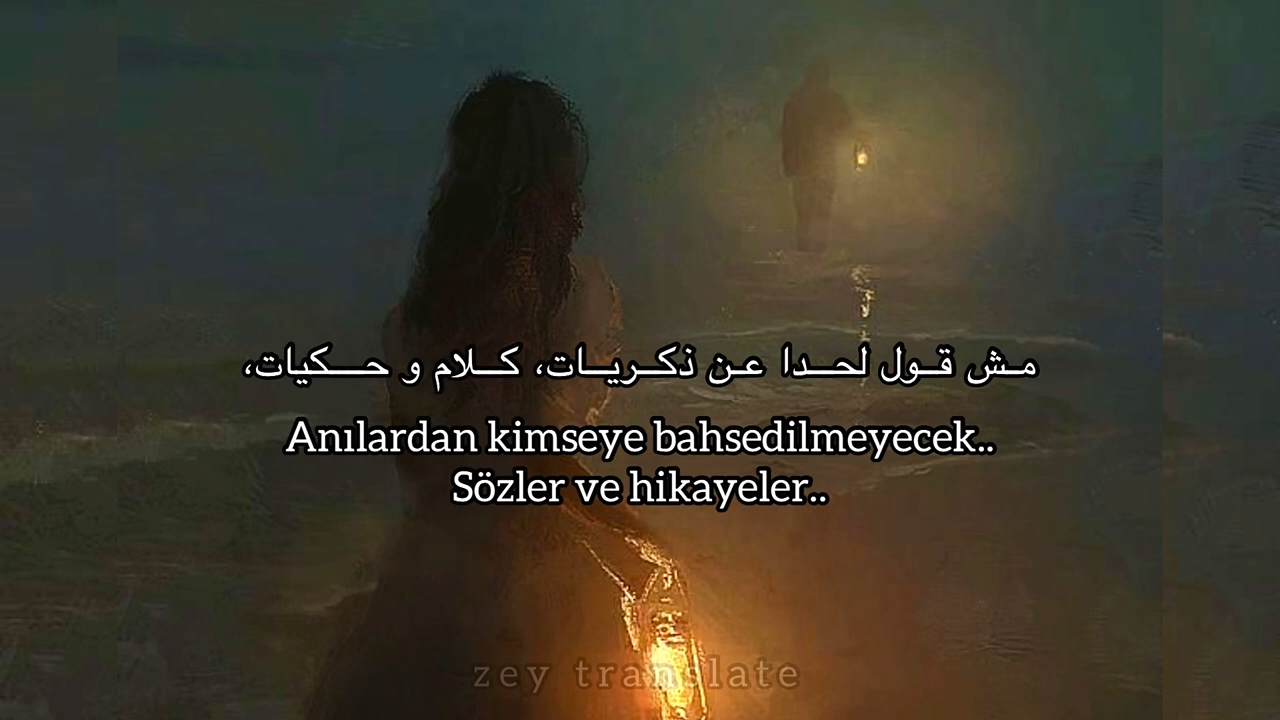 مش قول لحدا عن ذكريات، كلام و حكيات،
Anılardan kimseye bahsedilmeyecek..
Sözler ve hikayeler..
zey translate